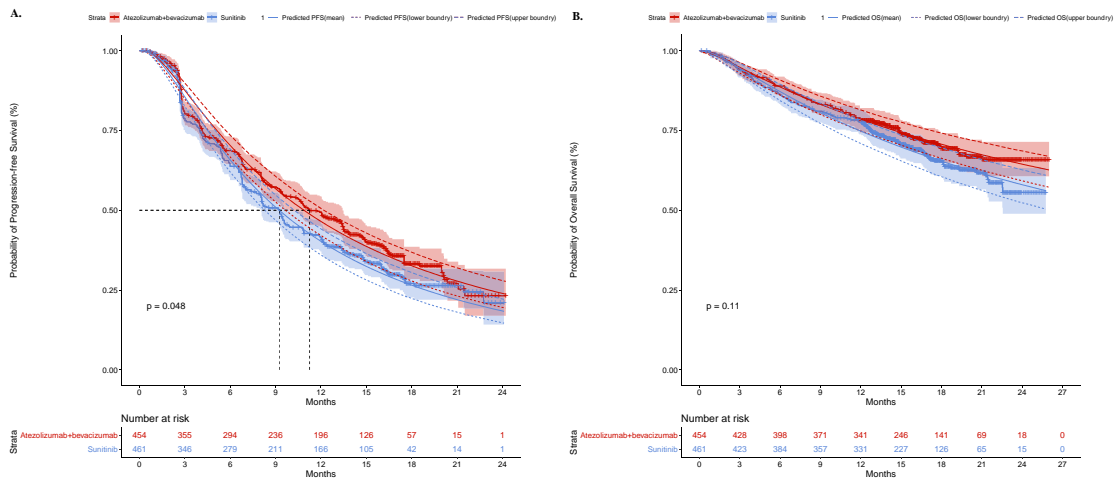 A.
Strata Atezolizumab+bevacizumab Sunitinib 1 Predicted PFS(mean) Predicted PFS(lower boundry) Predicted PFS(upper boundry)
Probability of Progression-free Survival (%)
1.00
0.75
0.50
0.25
0.00
p = 0.048
0 3 6 9 12 15 18 21 24
Months
Number at risk
Strata
Atezolizumab+bevacizumab 454 355 294 236 196 126 57 15 1
Sunitinib 461 346 279 211 166 105 42 14 1
0 3 6 9 12 15 18 21 24
Months
B.
Strata Atezolizumab+bevacizumab Sunitinib 1 Predicted OS(mean) Predicted OS(lower boundry) Predicted OS(upper boundry)
Probability of Overall Survival (%)
1.00
0.75
0.50
0.25
0.00
p = 0.11
0 3 6 9 12 15 18 21 24 27
Months
Number at risk
Strata
Atezolizumab+bevacizumab 454 428 398 371 341 246 141 69 18 0
Sunitinib 461 423 384 357 331 227 126 65 15 0
0 3 6 9 12 15 18 21 24 27
Months